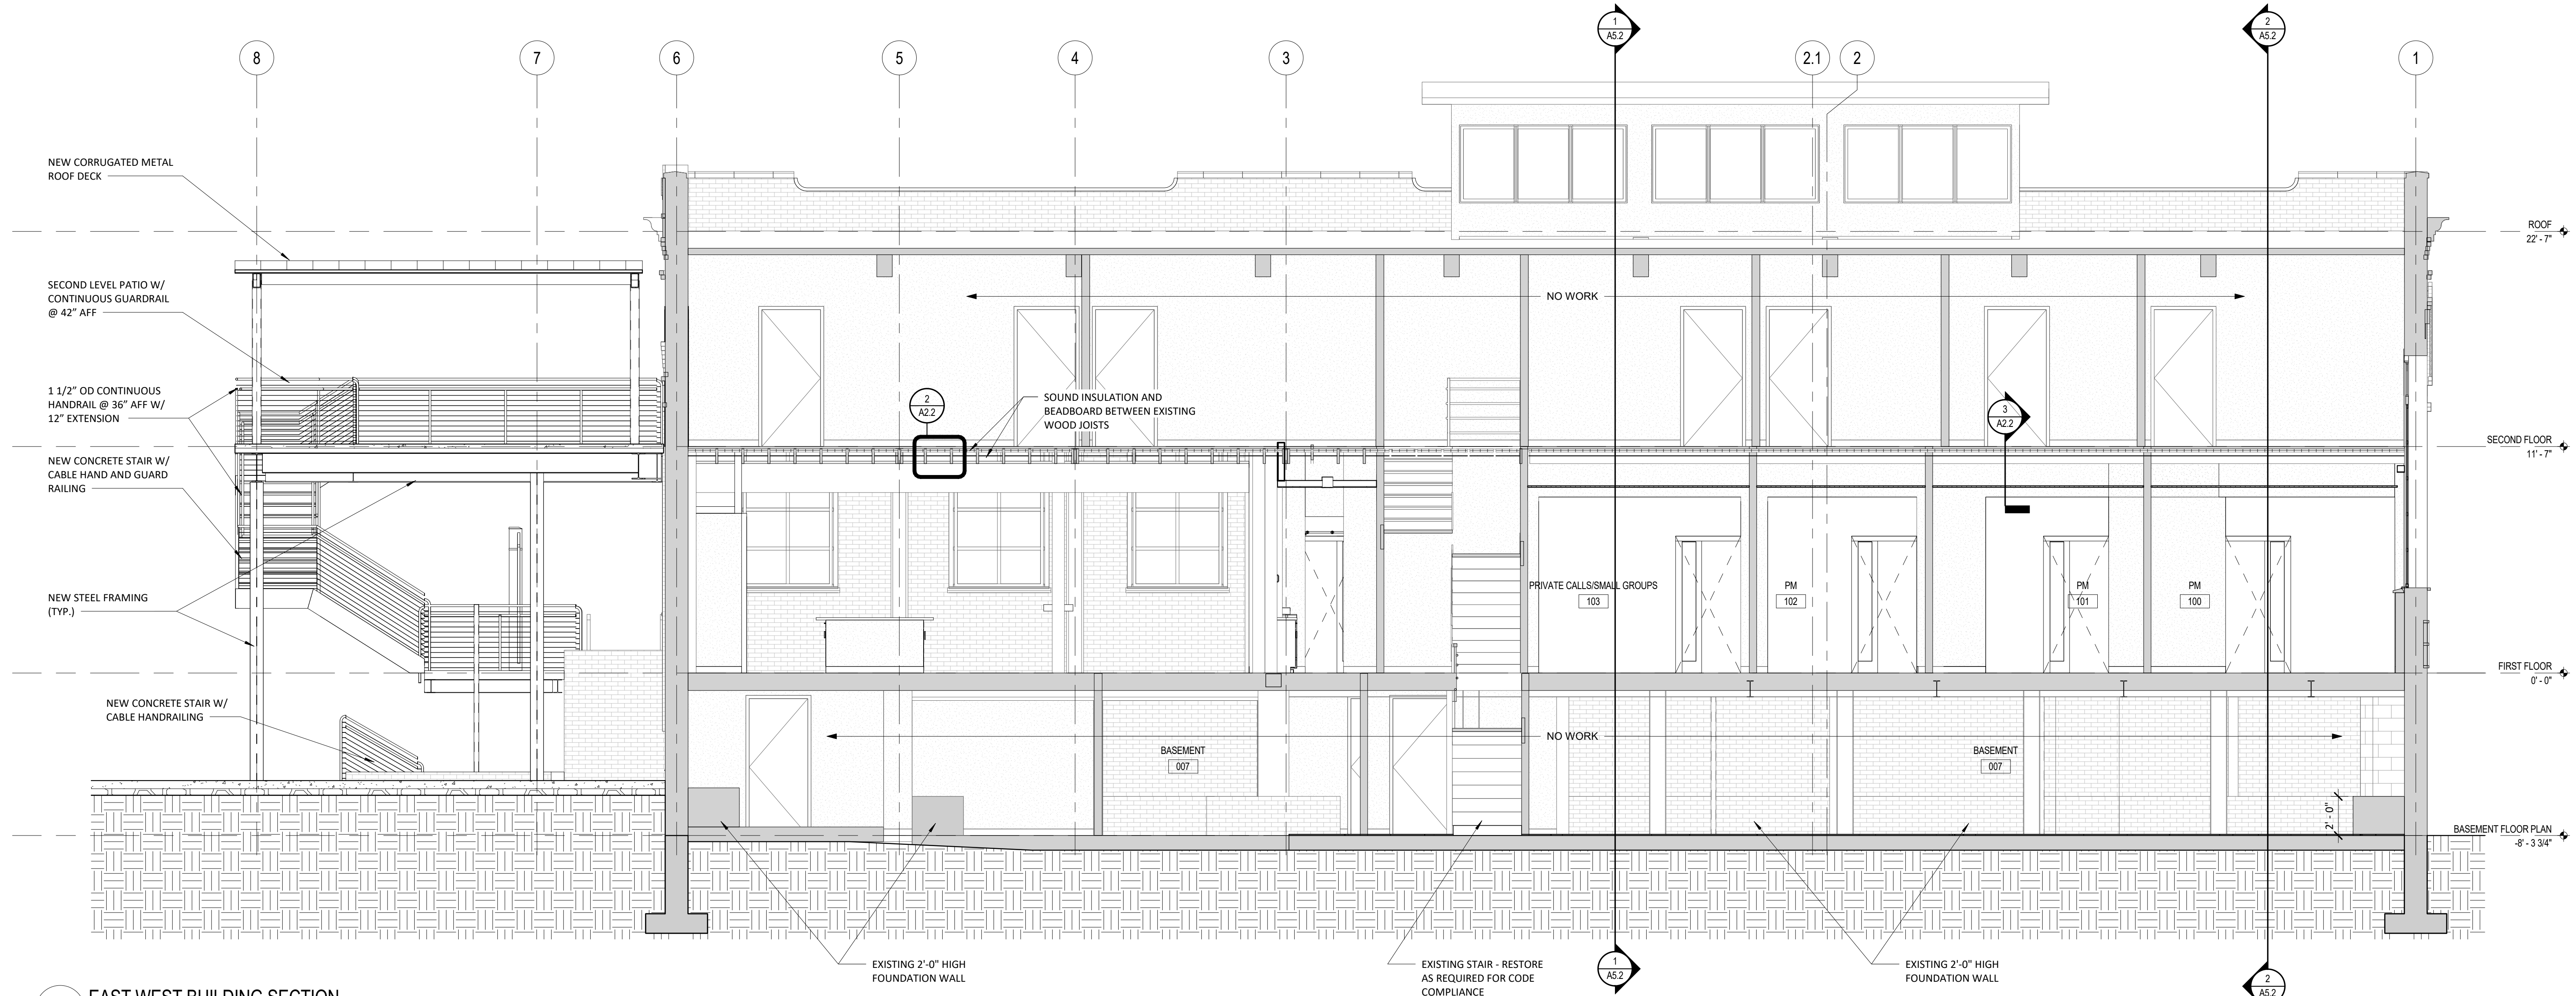 1
A5.2
2
A5.2
8
7
6
5
4
3
2.1
2
1
NEW CORRUGATED METAL
ROOF DECK
ROOF
22' - 7"
SECOND LEVEL PATIO W/
CONTINUOUS GUARDRAIL
@ 42" AFF
NO WORK
1 1/2" OD CONTINUOUS
HANDRAIL @ 36" AFF W/
12" EXTENSION
2
A2.2
SOUND INSULATION AND
BEADBOARD BETWEEN EXISTING
WOOD JOISTS
3
A2.2
SECOND FLOOR
11' - 7"
NEW CONCRETE STAIR W/
CABLE HAND AND GUARD
RAILING
NEW STEEL FRAMING
(TYP.)
PRIVATE CALLS/SMALL GROUPS
103
PM
102
PM
101
PM
100
FIRST FLOOR
0' - 0"
NEW CONCRETE STAIR W/
CABLE HANDRAILING
NO WORK
BASEMENT
007
BASEMENT
007
2' - 0"
BASEMENT FLOOR PLAN
-8' - 3 3/4"
EXISTING 2'-0" HIGH
FOUNDATION WALL
EXISTING STAIR - RESTORE
AS REQUIRED FOR CODE
COMPLIANCE
1
A5.2
EXISTING 2'-0" HIGH
FOUNDATION WALL
2
A5.2
EAST WEST BUILDING SECTION